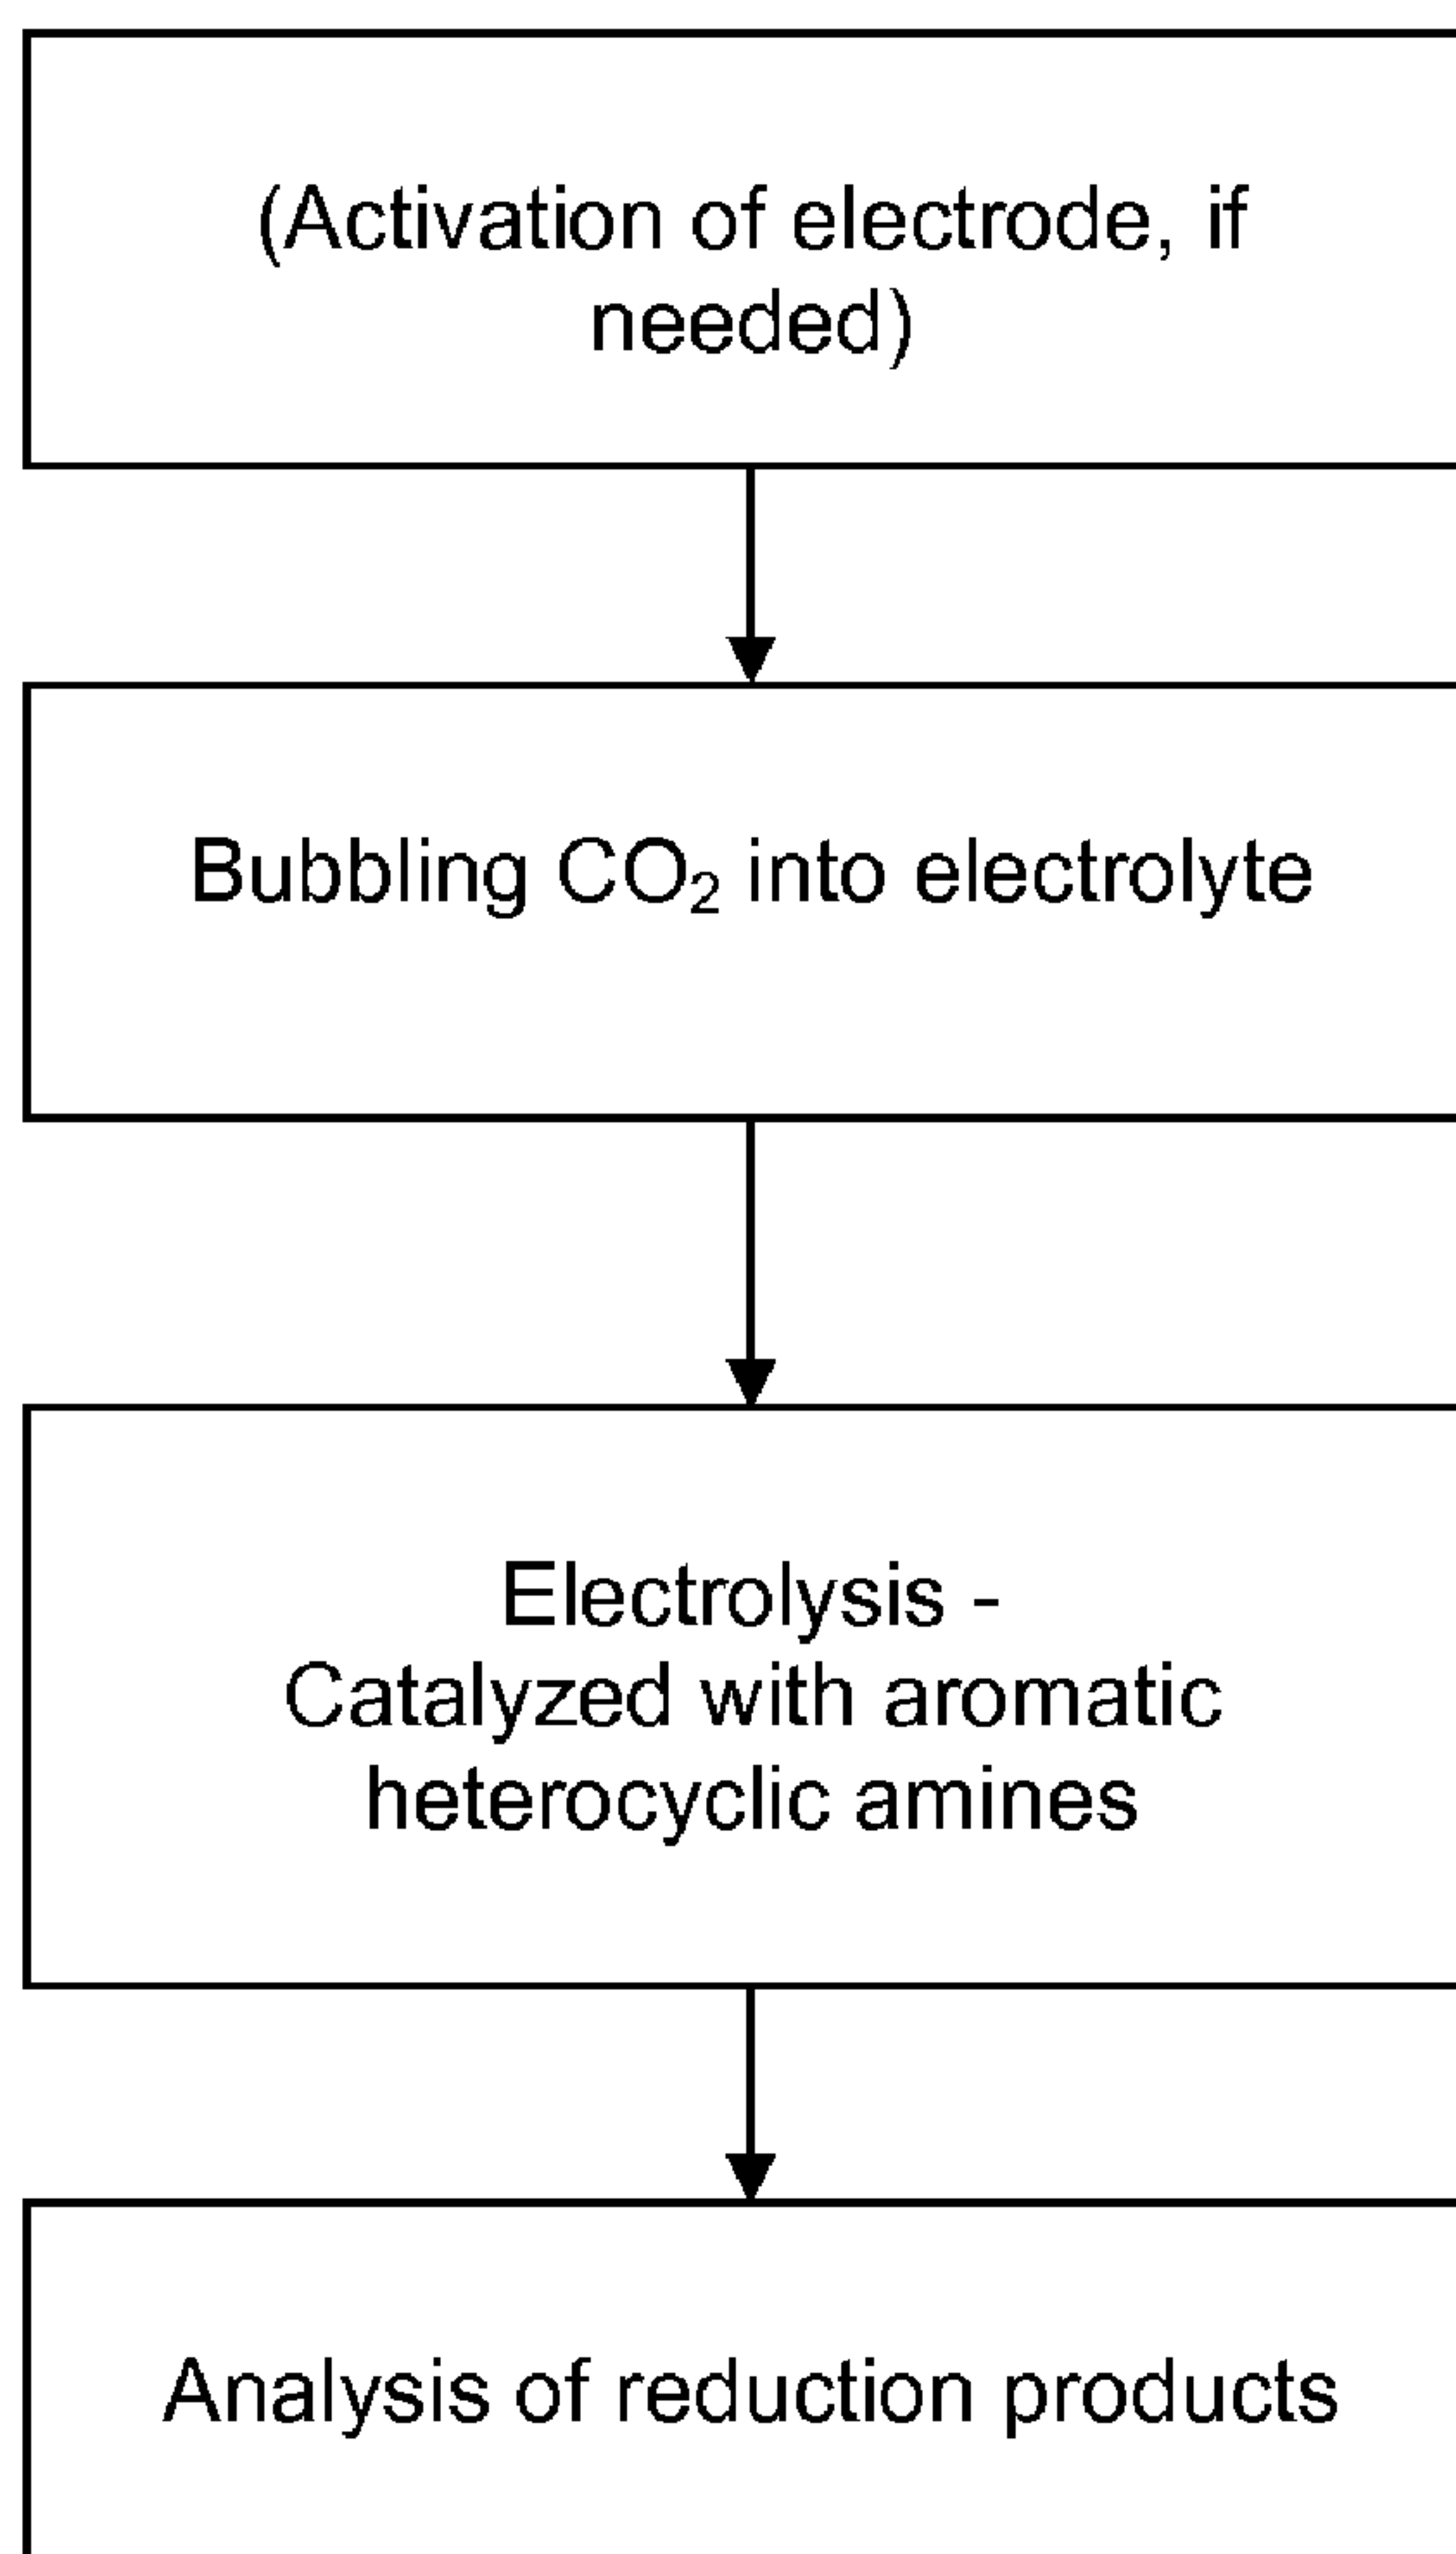 (Activation of electrode, if
needed)
Bubbling CO₂ into electrolyte
Electrolysis -
Catalyzed with aromatic
heterocyclic amines
Analysis of reduction products